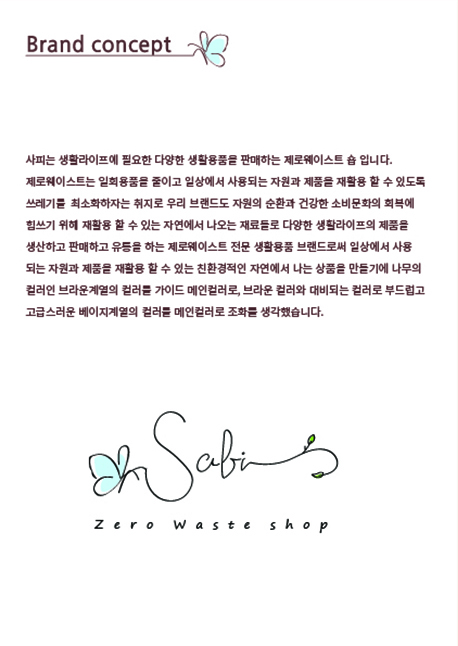 Brand concept
사피는 생활라이프에 필요한 다양한 생활용품을 판매하는 제로웨이스트 숍 입니다.
제로웨이스트는 일회용품을 줄이고 일상에서 사용되는 자원과 제품을 재활용 할 수 있도록
쓰레기를 최소화하자는 취지로 우리 브랜드도 자원의 순환과 건강한 소비문화의 회복에
힘쓰기 위해 재활용 할 수 있는 자연에서 나오는 재료들로 다양한 생활라이프의 제품을
생산하고 판매하고 유통을 하는 제로웨이스트 전문 생활용품 브랜드로써 일상에서 사용
되는 자원과 제품을 재활용 할 수 있는 친환경적인 자연에서 나는 상품을 만들기에 나무의
컬러인 브라운계열의 컬러를 가이드 메인컬러로, 브라운 컬러와 대비되는 컬러로 부드럽고
고급스러운 베이지계열의 컬러를 메인컬러로 조화를 생각했습니다.
Sabi
Zero Waste shop